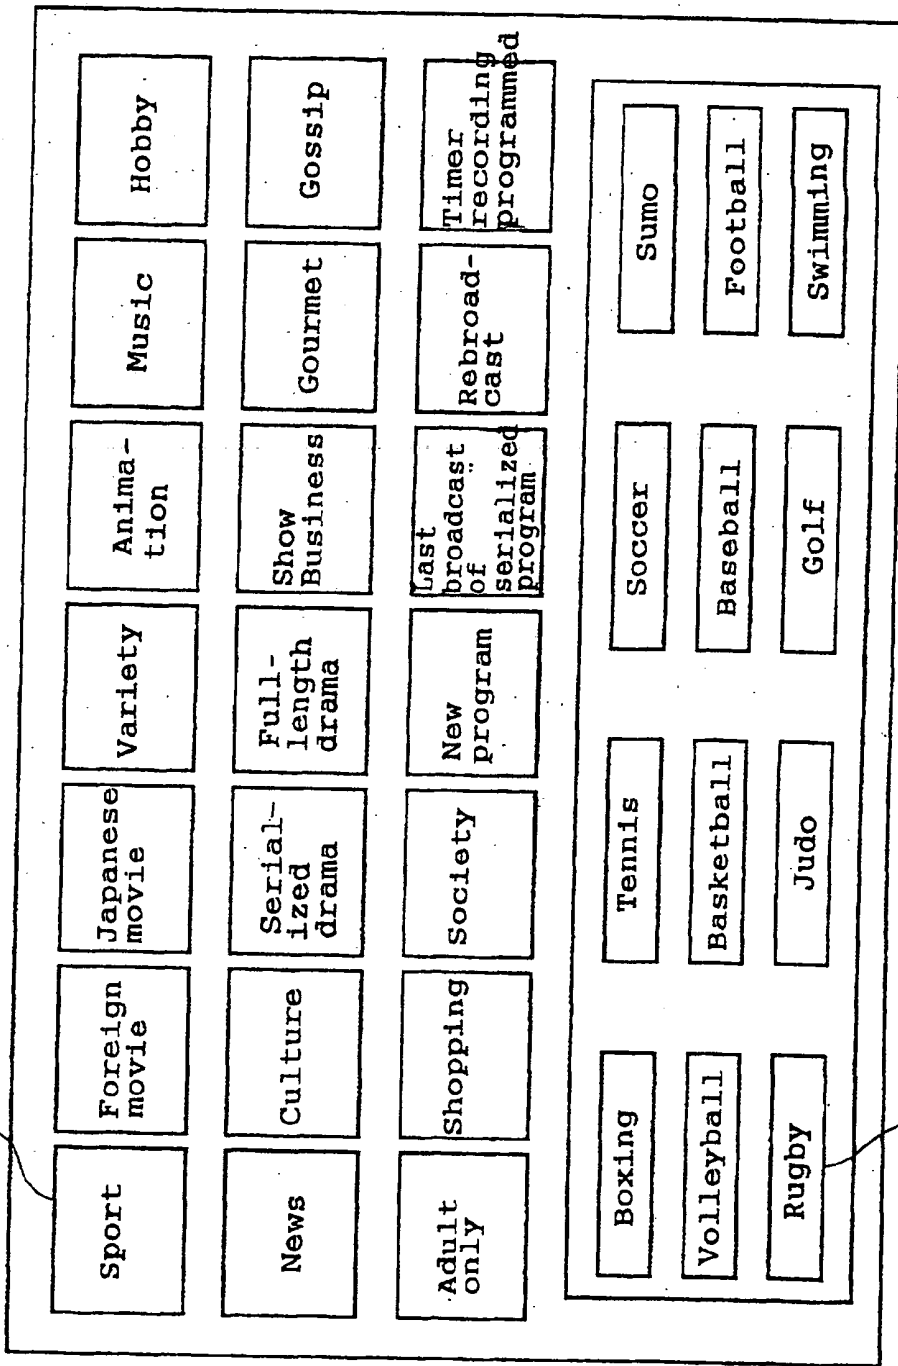 Sport
Foreign
movie
Japanese
movie
Variety
Anima-
tion
Music
Hobby
News
Culture
Serial-
ized
drama
Full-
length
drama
Show
Business
Gourmet
Gossip
Adult
only
Shopping
Society
New
program
Last
broadcast
of
serialized
program
Rebroad-
cast
Timer
recording
programmed
Boxing
Tennis
Soccer
Sumo
Volleyball
Basketball
Baseball
Football
Rugby
Judo
Golf
Swimming